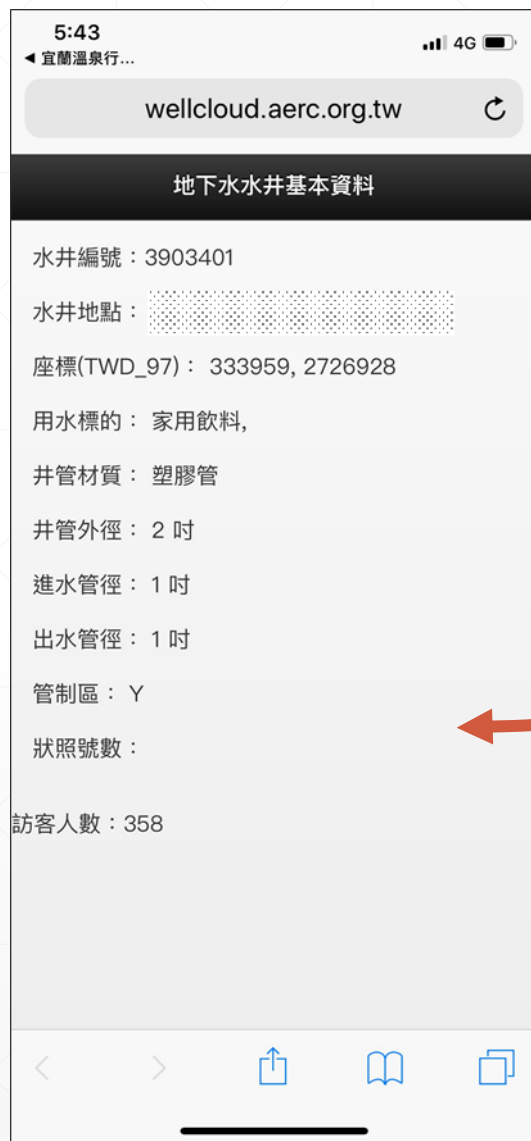 5:43
4G
◀ 宜蘭溫泉行...
wellcloud.aerc.org.tw
地下水水井基本資料
水井編號：3903401
水井地點：
座標(TWD_97)： 333959, 2726928
用水標的： 家用飲料,
井管材質： 塑膠管
井管外徑： 2 吋
進水管徑： 1 吋
出水管徑： 1 吋
管制區： Y
狀照號數：
訪客人數：358